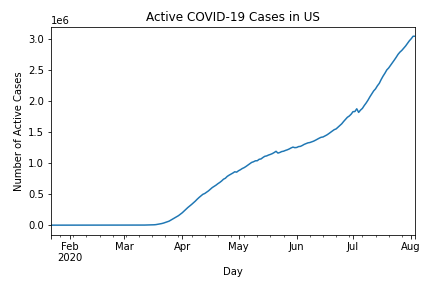 Active COVID-19 Cases in US
1e6
3.0
2.5
2.0
1.5
1.0
0.5
0.0
Number of Active Cases
Feb
2020
Mar
Apr
May
Jun
Jul
Aug
Day